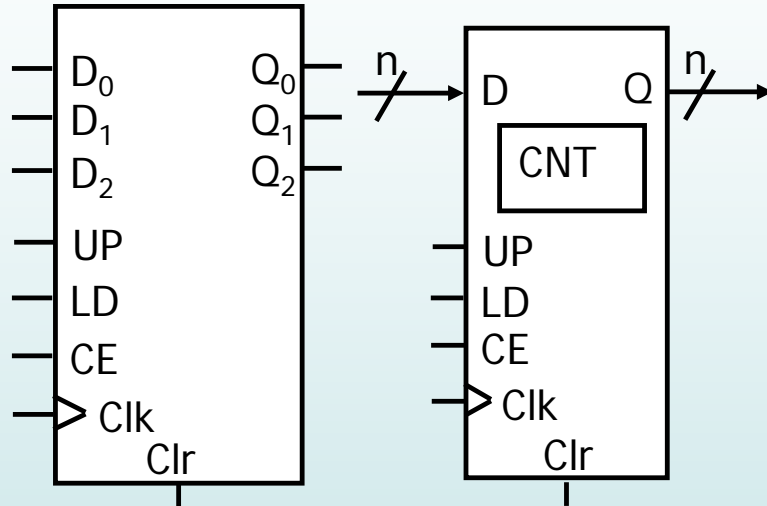 D₀ Q₀
D₁ Q₁
D₂ Q₂
UP
LD
CE
Clk
Clr
n n
D Q
CNT
UP
LD
CE
Clk
Clr